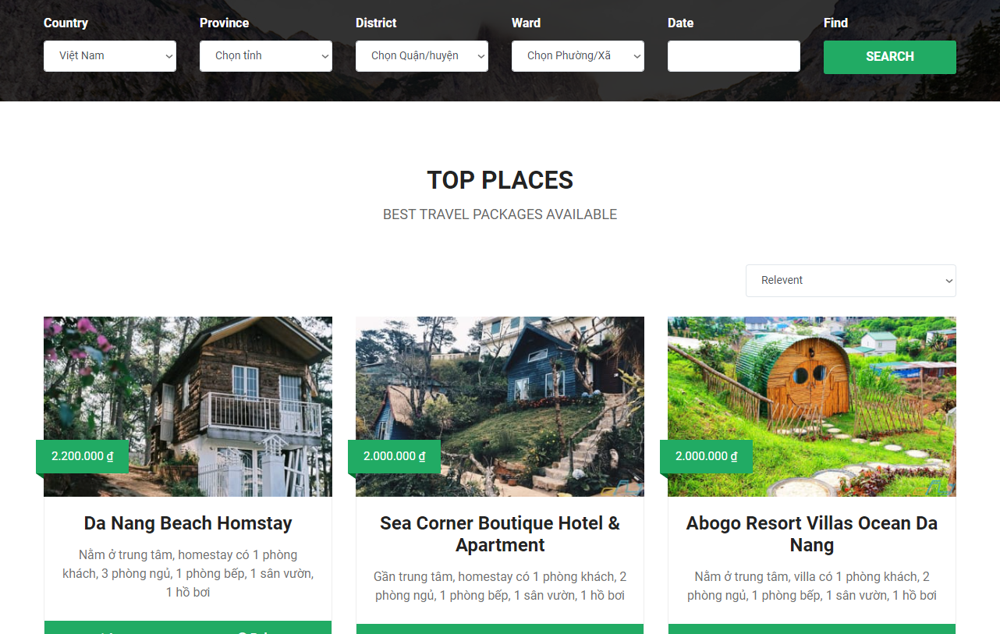 Country
Province
District
Ward
Date
Find
Việt Nam
Chọn tỉnh
Chọn Quận/huyện
Chọn Phường/Xã
SEARCH
TOP PLACES
BEST TRAVEL PACKAGES AVAILABLE
Relevent
2.200.000 ₫
Da Nang Beach Homstay
Nằm ở trung tâm, homestay có 1 phòng
khách, 3 phòng ngủ, 1 phòng bếp, 1 sân vườn,
1 hồ bơi
2.000.000 ₫
Sea Corner Boutique Hotel &
Apartment
Gần trung tâm, homestay có 1 phòng khách, 2
phòng ngủ, 1 phòng bếp, 1 sân vườn, 1 hồ bơi
2.000.000 ₫
Abogo Resort Villas Ocean Da
Nang
Nằm ở trung tâm, villa có 1 phòng khách, 2
phòng ngủ, 1 phòng bếp, 1 sân vườn, 1 hồ bơi